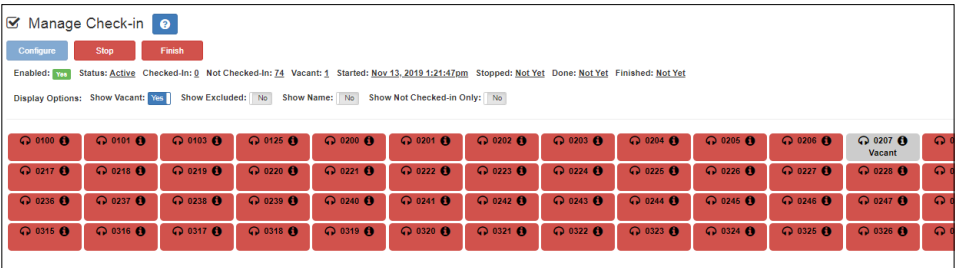 Manage Check-in ?
Configure Stop Finish
Enabled: Yes Status: Active Checked-In: 0 Not Checked-In: 74 Vacant: 1 Started: Nov 13, 2019 1:21:47pm Stopped: Not Yet Done: Not Yet Finished: Not Yet
Display Options: Show Vacant: Yes Show Excluded: No Show Name: No Show Not Checked-in Only: No
0100 0101 0103 0125 0200 0201 0202 0203 0204 0205 0206 0207
Vacant
0217 0218 0219 0220 0221 0222 0223 0224 0225 0226 0227 0228
0236 0237 0238 0239 0240 0241 0242 0243 0244 0245 0246 0247
0315 0316 0317 0318 0319 0320 0321 0322 0323 0324 0325 0326